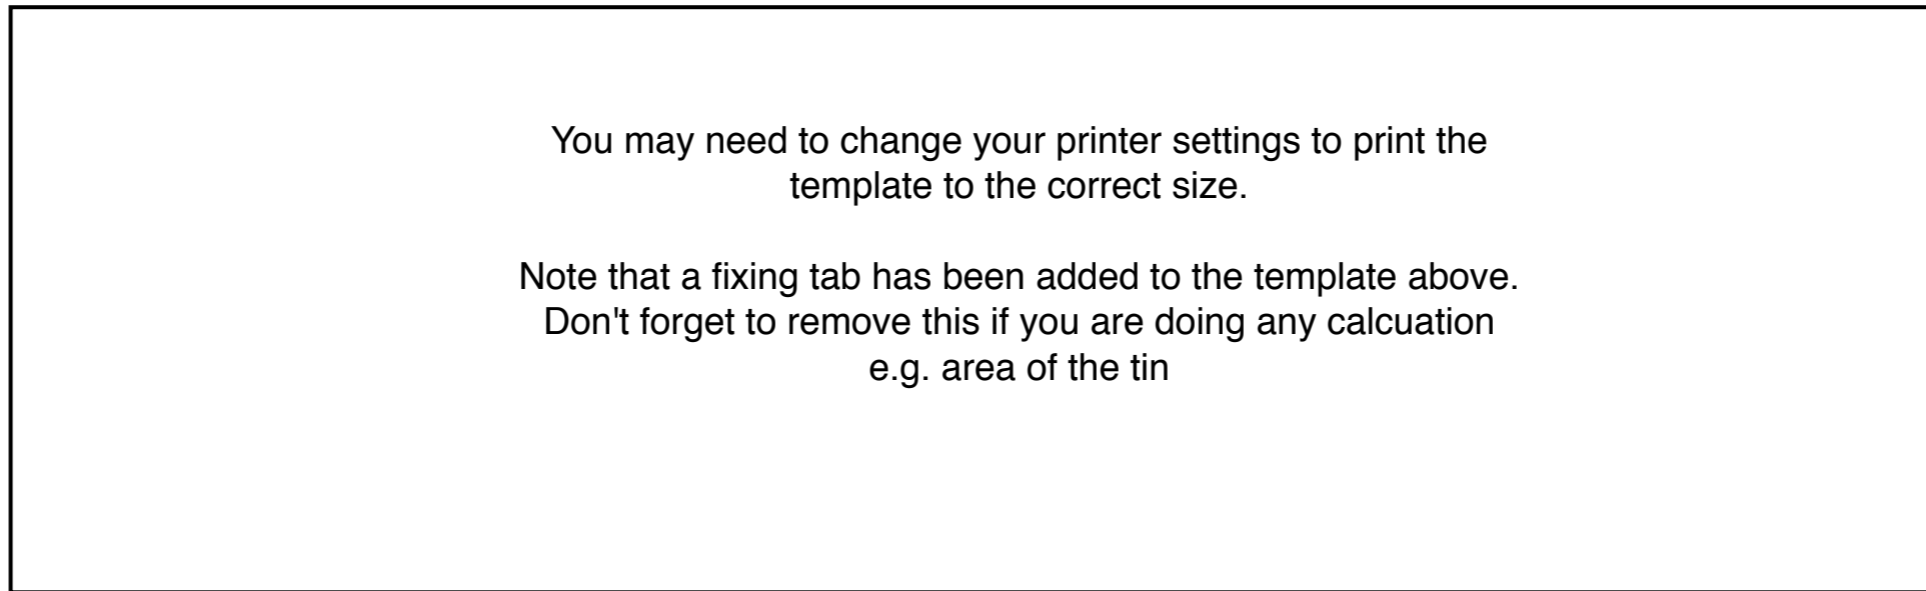 You may need to change your printer settings to print the
template to the correct size.
Note that a fixing tab has been added to the template above.
Don't forget to remove this if you are doing any calcuation
e.g. area of the tin